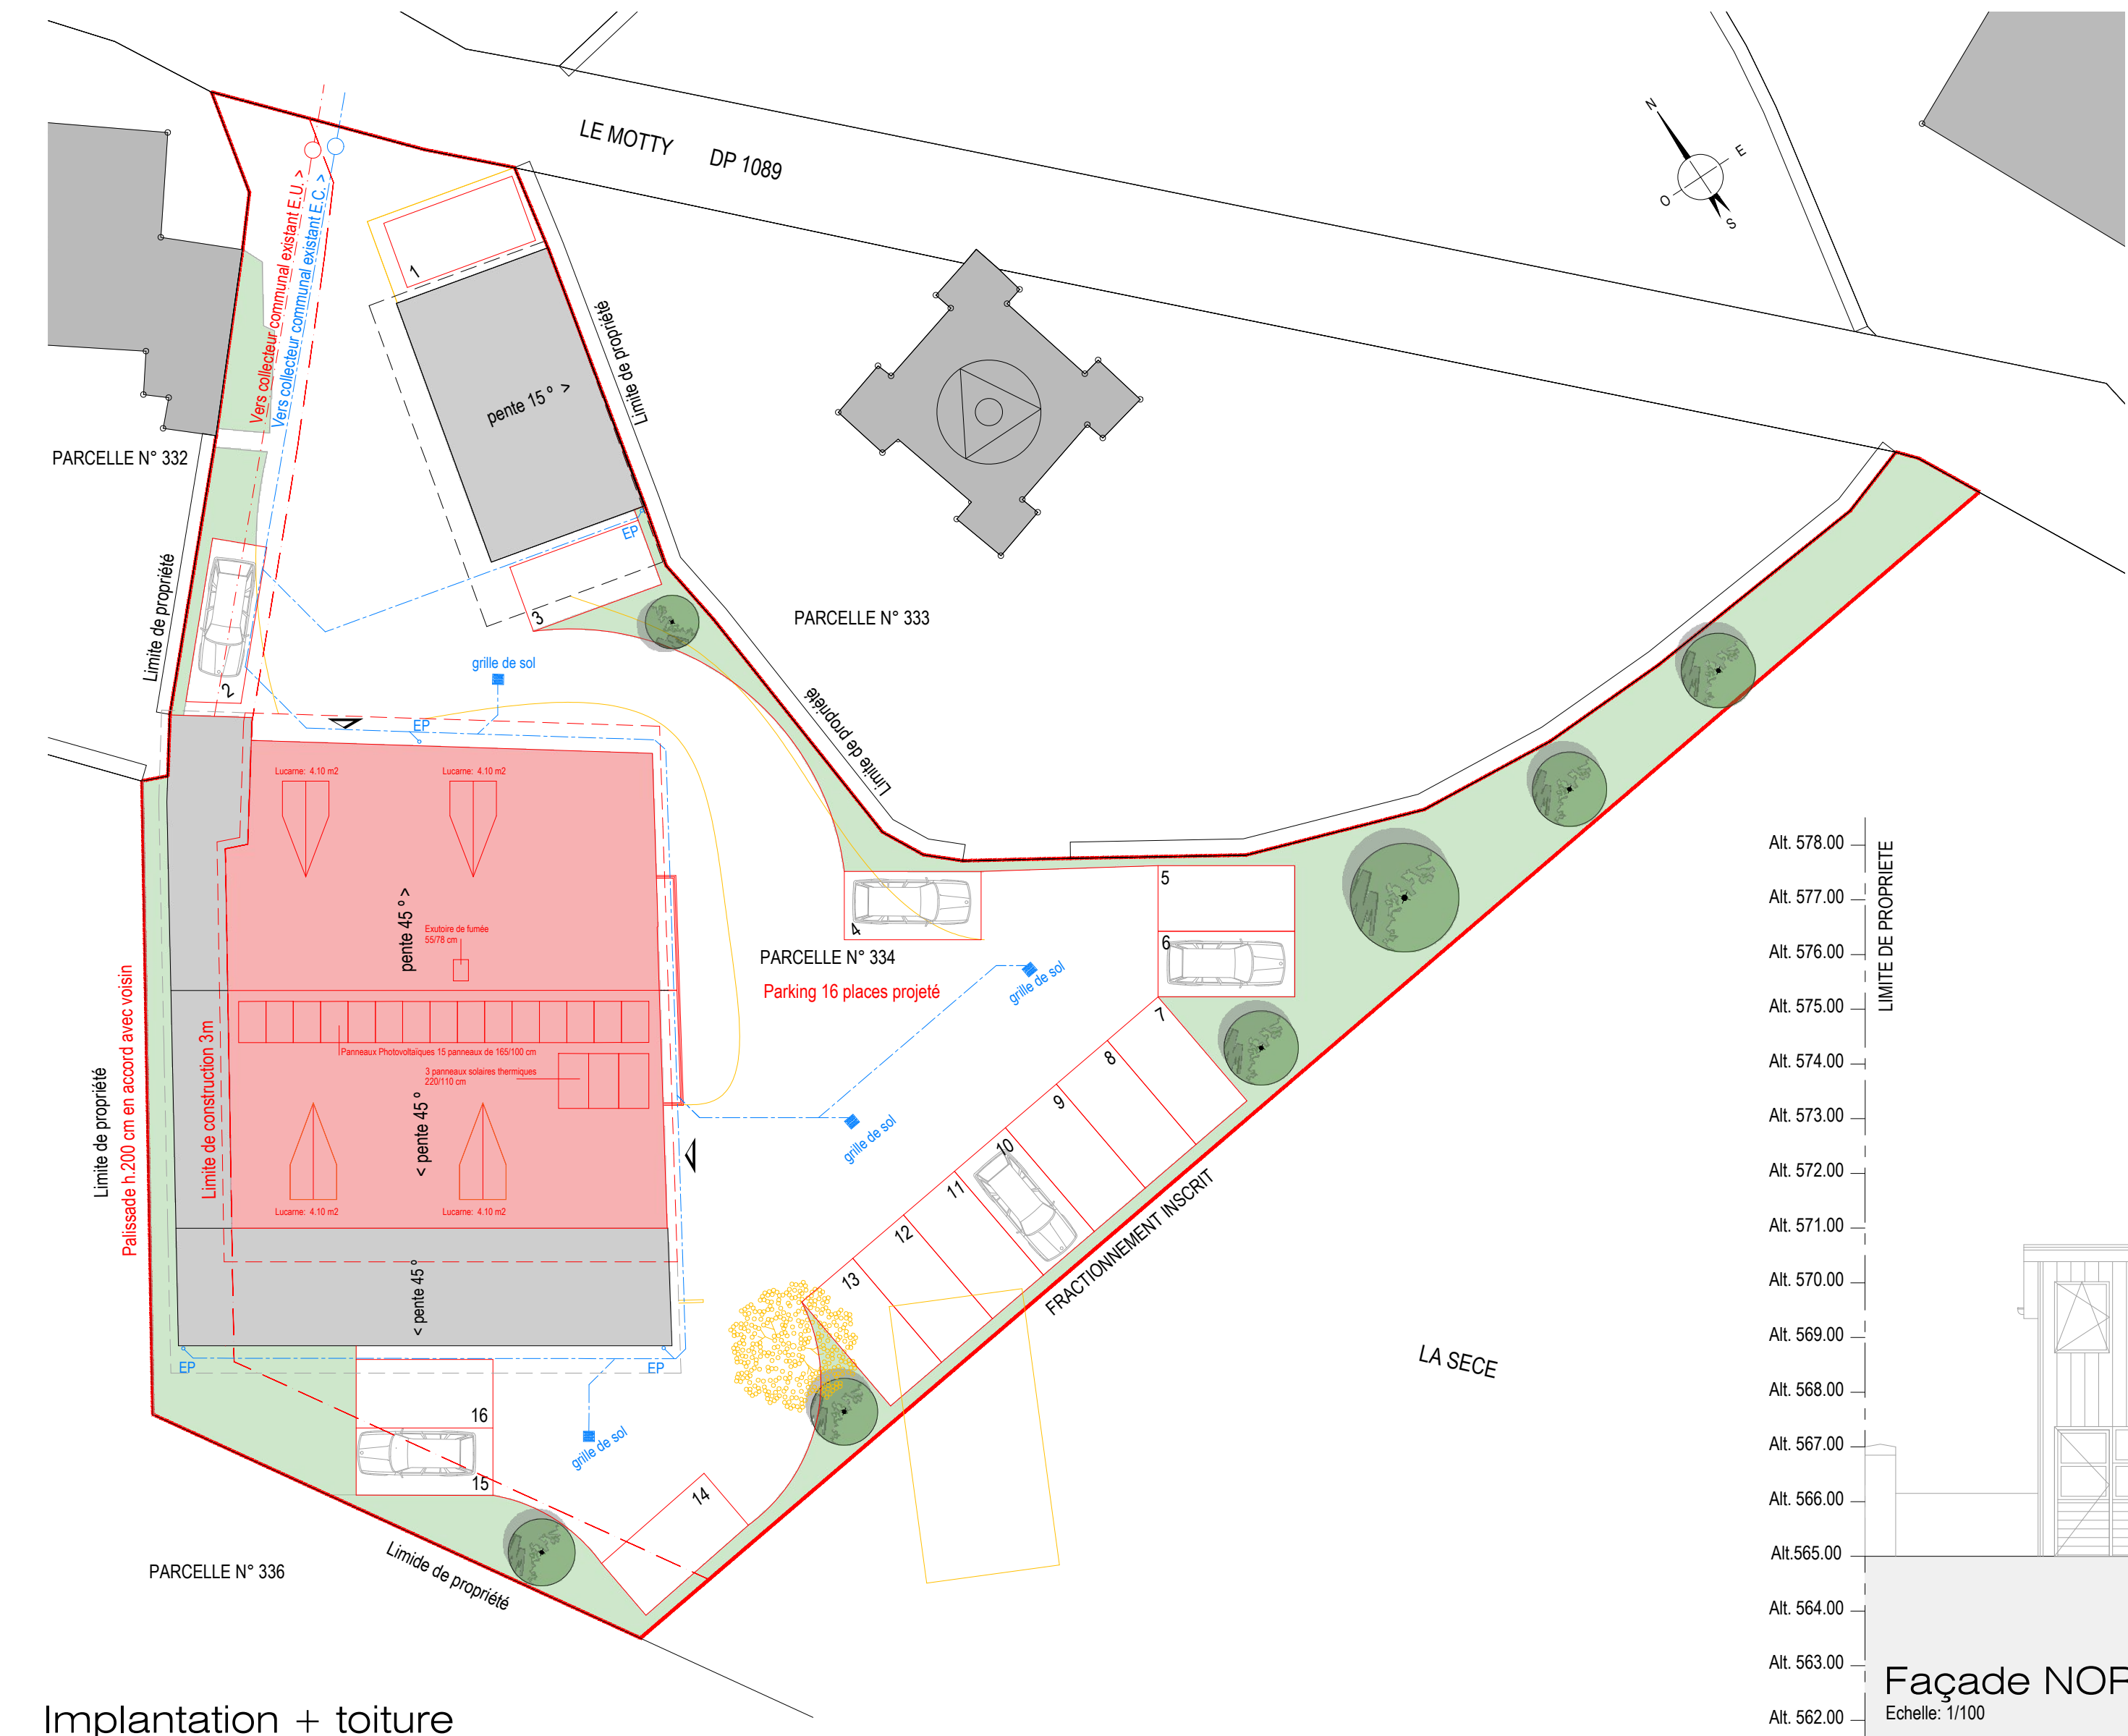 LE MOTTY DP 1089
N
E
O
S
Vers collecteur communal existant E.U. >
Vers collecteur communal existant E.C. >
1
pente 15 ° >
Limite de propriété
PARCELLE N° 332
Limite de propriété
EP
2
3
PARCELLE N° 333
grille de sol
EP
Limite de propriété
Lucarne: 4.10 m2
Lucarne: 4.10 m2
pente 45 ° >
Exutoire de fumée
55/78 cm
4
5
6
PARCELLE N° 334
Parking 16 places projeté
grille de sol
7
8
9
10
11
12
13
Panneaux Photovoltaïques 15 panneaux de 165/100 cm
3 panneaux solaires thermiques
220/110 cm
< pente 45 °
Limite de construction 3m
Limite de propriété
Palissade h.200 cm en accord avec voisin
grille de sol
Lucarne: 4.10 m2
Lucarne: 4.10 m2
FRACTIONNEMENT INSCRIT
< pente 45 °
EP
EP
16
15
grille de sol
14
LA SECE
PARCELLE N° 336
Limide de propriété
Implantation + toiture
LIMITE DE PROPRIETE
Alt. 578.00
Alt. 577.00
Alt. 576.00
Alt. 575.00
Alt. 574.00
Alt. 573.00
Alt. 572.00
Alt. 571.00
Alt. 570.00
Alt. 569.00
Alt. 568.00
Alt. 567.00
Alt. 566.00
Alt.565.00
Alt. 564.00
Alt. 563.00
Alt. 562.00
Façade NOR
Echelle: 1/100